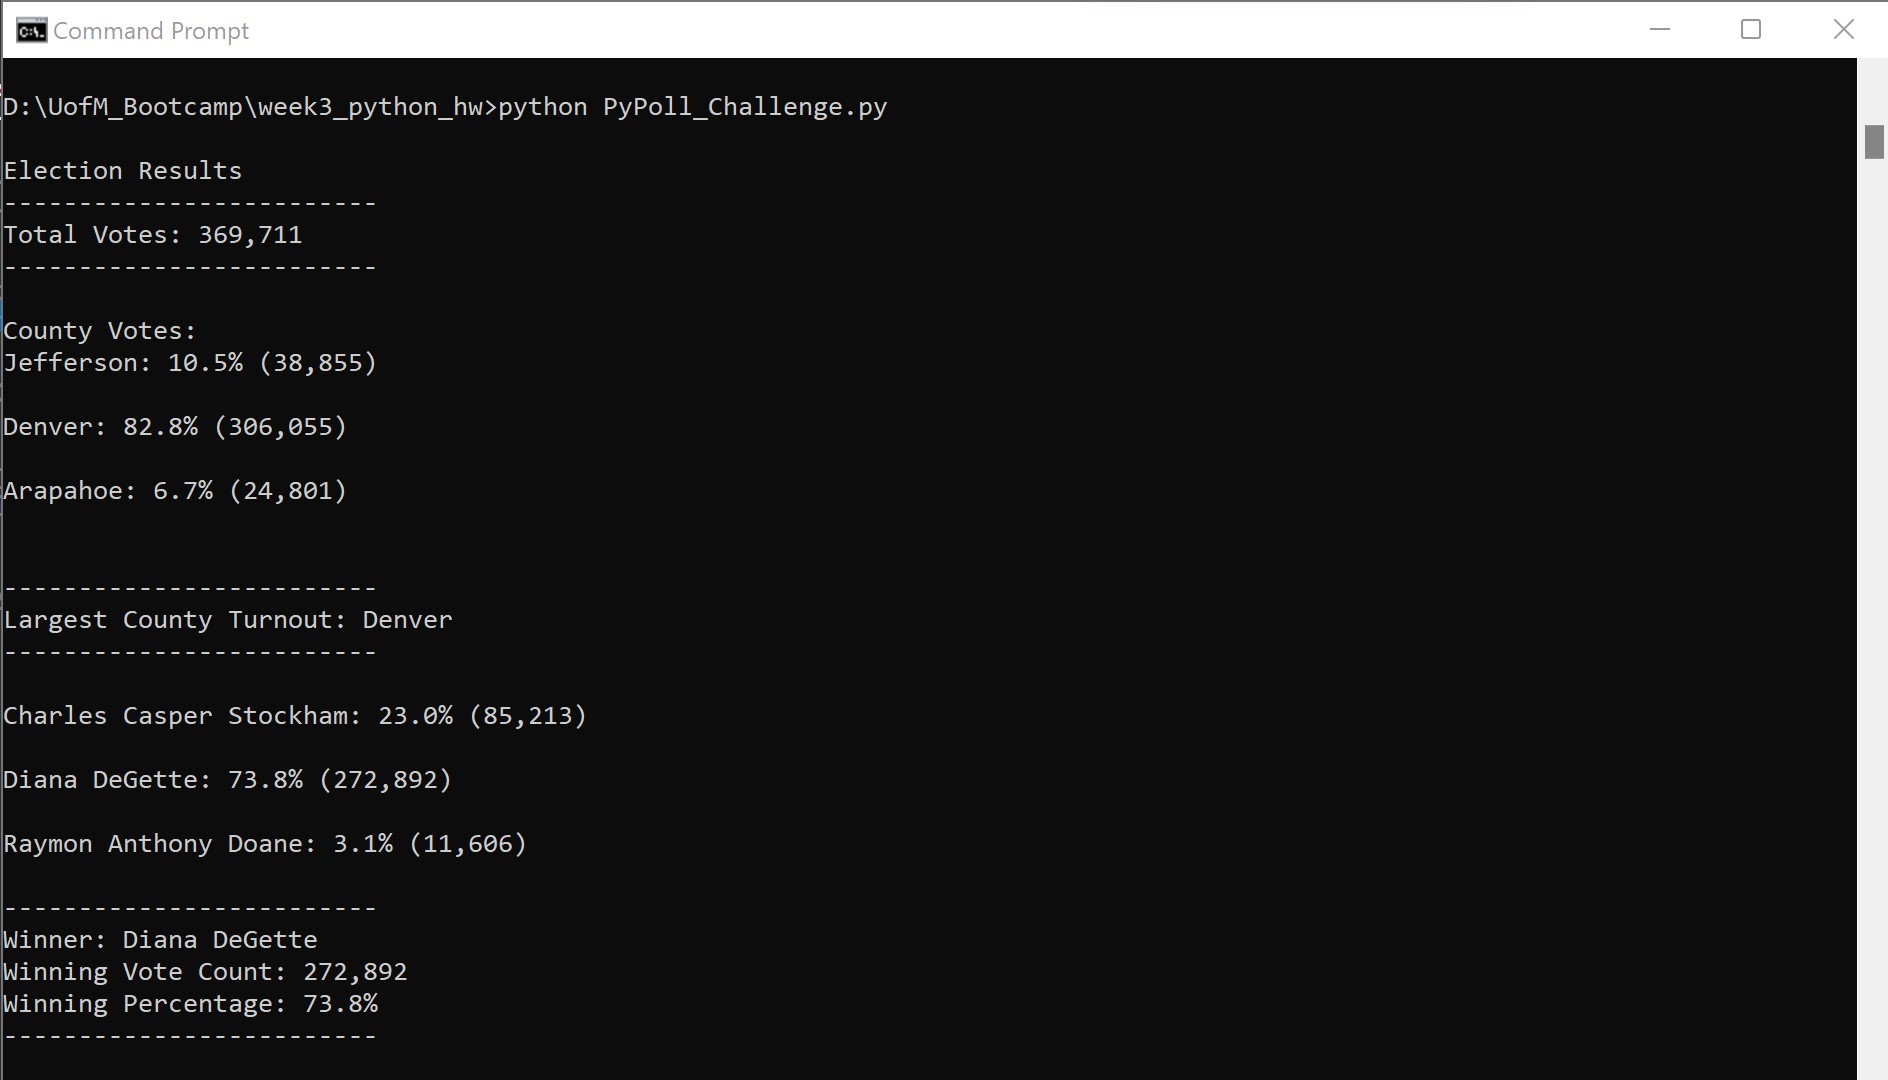 Command Prompt
D:\UofM_Bootcamp\week3_python_hw>python PyPoll_Challenge.py
Election Results
-------------------------
Total Votes: 369,711
-------------------------
County Votes:
Jefferson: 10.5% (38,855)
Denver: 82.8% (306,055)
Arapahoe: 6.7% (24,801)
-------------------------
Largest County Turnout: Denver
-------------------------
Charles Casper Stockham: 23.0% (85,213)
Diana DeGette: 73.8% (272,892)
Raymon Anthony Doane: 3.1% (11,606)
-------------------------
Winner: Diana DeGette
Winning Vote Count: 272,892
Winning Percentage: 73.8%
-------------------------